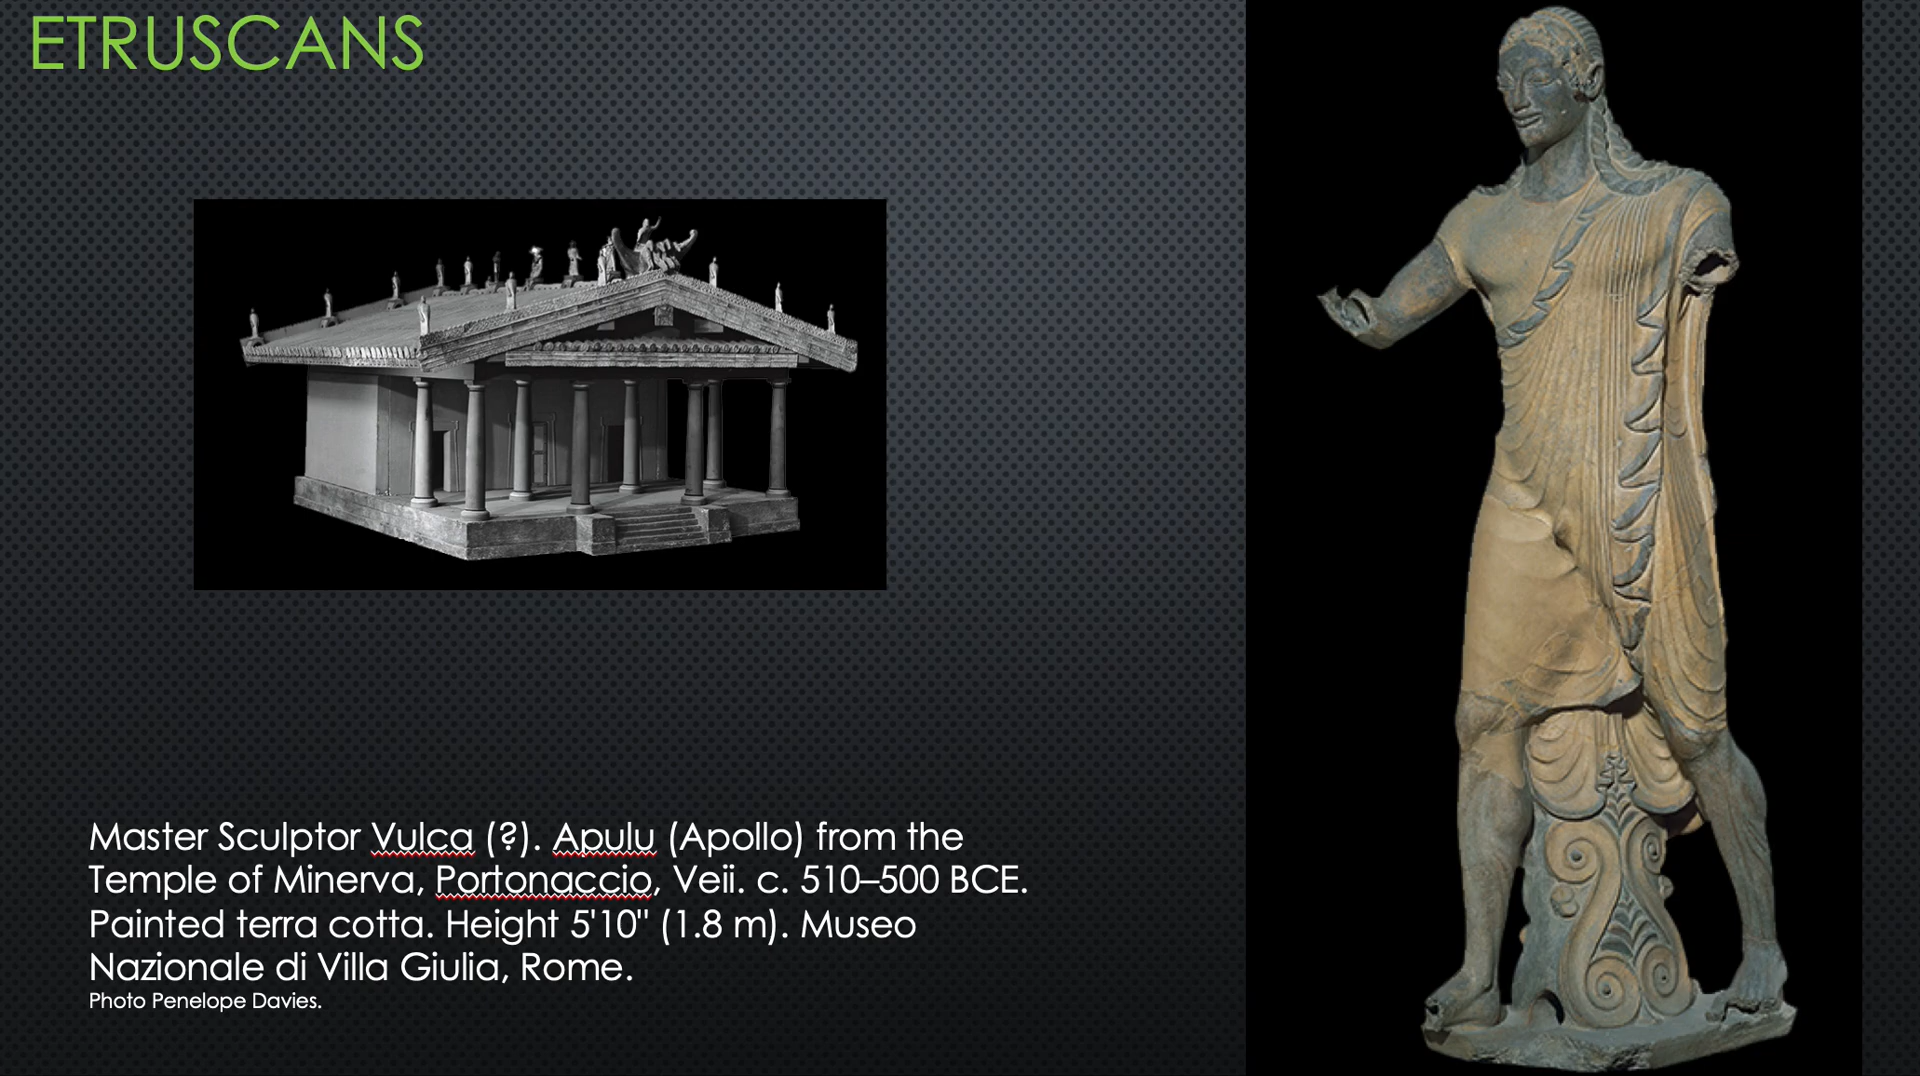 ETRUSCANS
Master Sculptor Vulca (?). Apulu (Apollo) from the
Temple of Minerva, Portonaccio, Veii. c. 510–500 BCE.
Painted terra cotta. Height 5'10" (1.8 m). Museo
Nazionale di Villa Giulia, Rome.
Photo Penelope Davies.